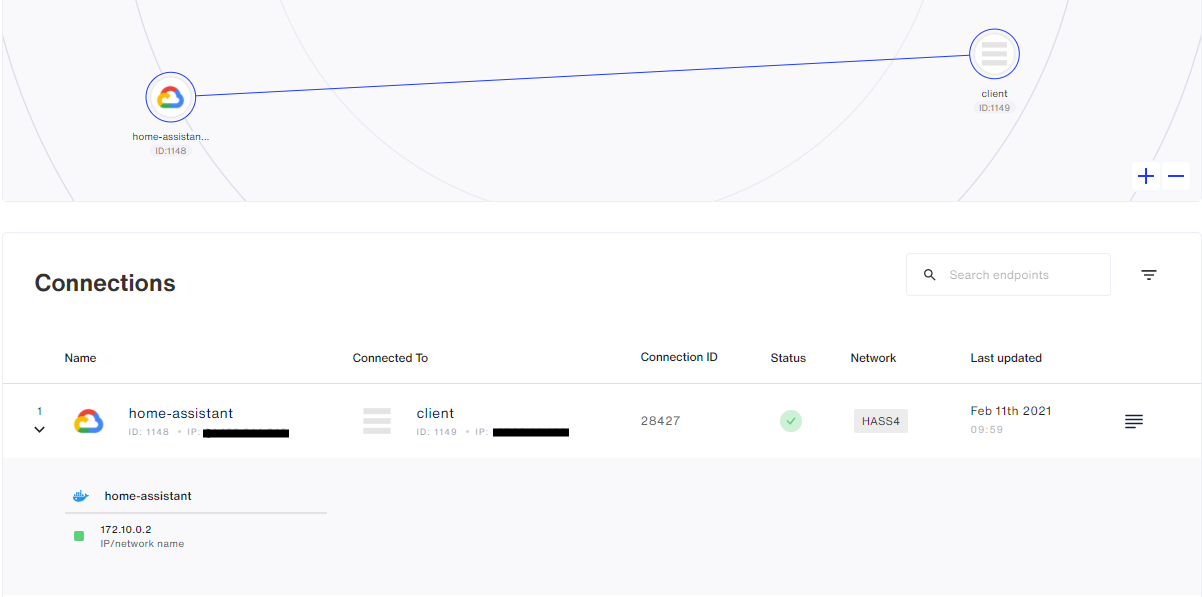 client
ID:1149
home-assistan...
ID:1148
Connections
Search endpoints
Name Connected To Connection ID Status Network Last updated
1 home-assistant client 28427 HASS4 Feb 11th 2021
ID: 1148 • IP: ID: 1149 • IP: 09:59
home-assistant
172.10.0.2
IP/network name